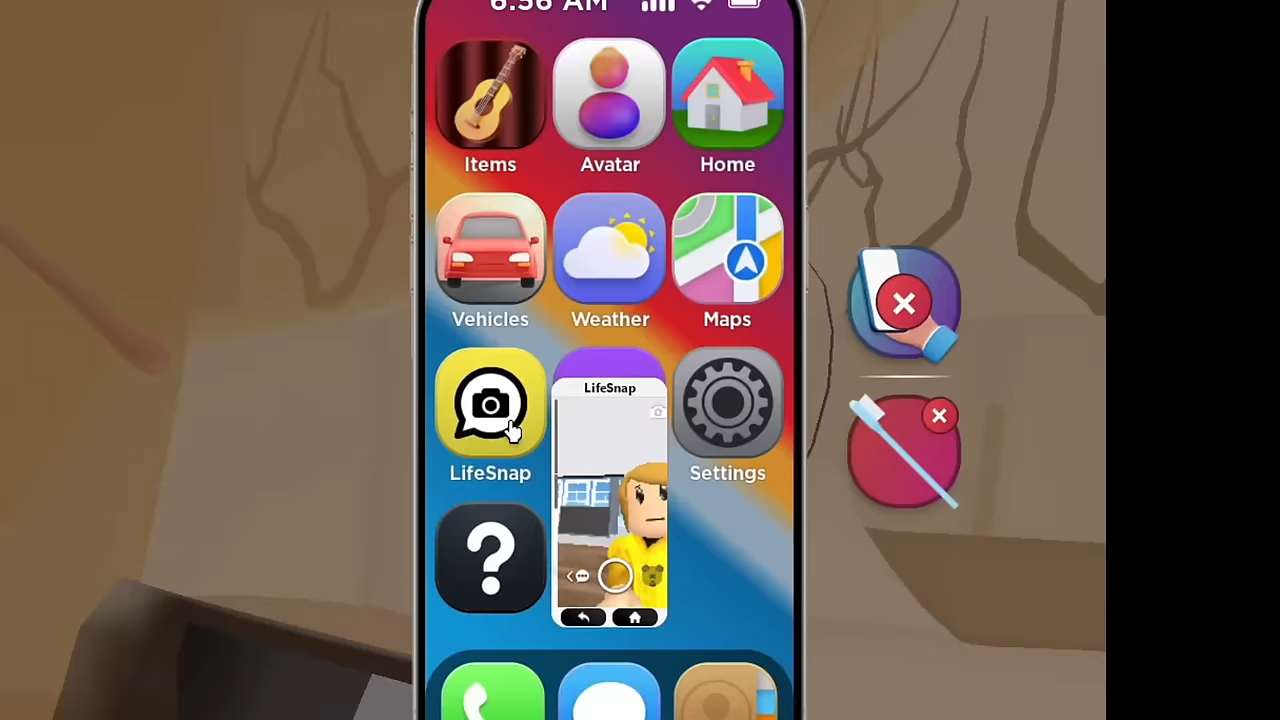 6:56 AM
Items Avatar Home
Vehicles Weather Maps
LifeSnap
LifeSnap Settings
?